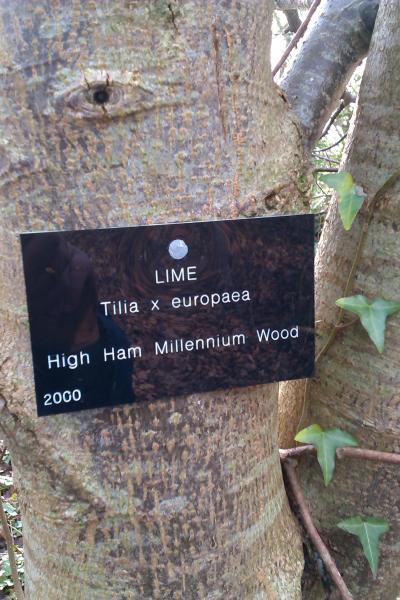 LIME
Tilia x europaea
High Ham Millennium Wood
2000